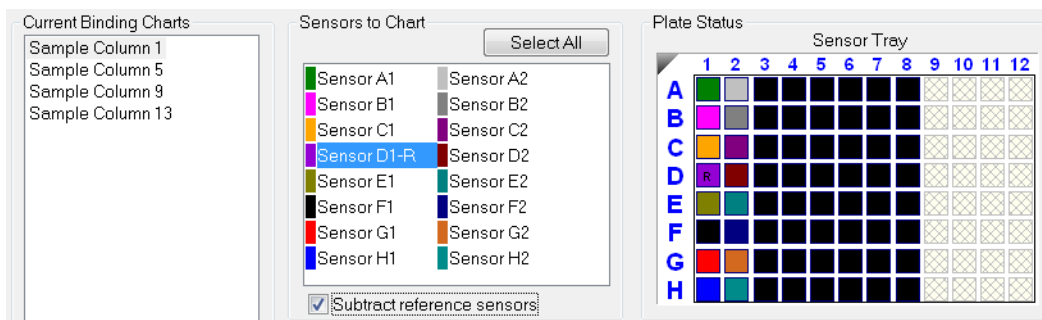 Current Binding Charts
Sample Column 1
Sample Column 5
Sample Column 9
Sample Column 13
Sensors to Chart
Select All
Sensor A1 Sensor A2
Sensor B1 Sensor B2
Sensor C1 Sensor C2
Sensor D1-R Sensor D2
Sensor E1 Sensor E2
Sensor F1 Sensor F2
Sensor G1 Sensor G2
Sensor H1 Sensor H2
Subtract reference sensors
Plate Status
Sensor Tray
1 2 3 4 5 6 7 8 9 10 11 12
A
B
C
D R
E
F
G
H